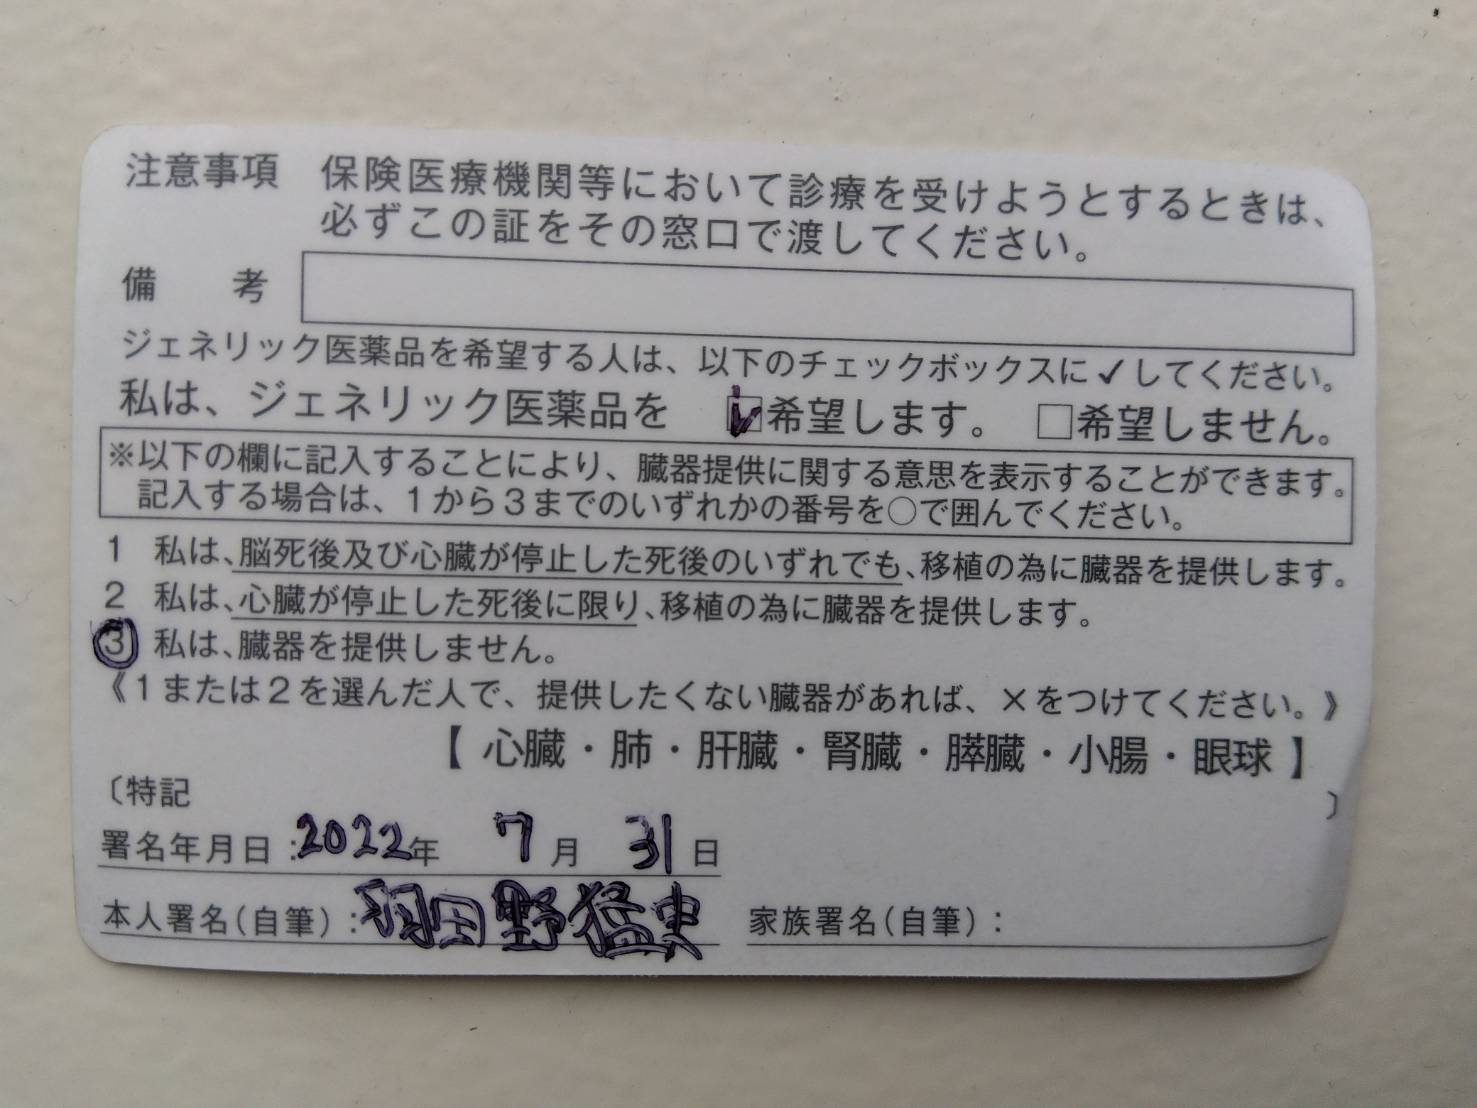 注意事項 保険医療機関等において診療を受けようとするときは、
必ずこの証をその窓口で渡してください。
備 考
ジェネリック医薬品を希望する人は、以下のチェックボックスに✓してください。
私は、ジェネリック医薬品を ☑希望します。 □希望しません。
※以下の欄に記入することにより、臓器提供に関する意思を表示することができます。
記入する場合は、1から3までのいずれかの番号を○で囲んでください。
1 私は、脳死後及び心臓が停止した死後のいずれでも、移植の為に臓器を提供します。
2 私は、心臓が停止した死後に限り、移植の為に臓器を提供します。
③ 私は、臓器を提供しません。
《1または2を選んだ人で、提供したくない臓器があれば、×をつけてください。》
【 心臓・肺・肝臓・腎臓・膵臓・小腸・眼球 】
〔特記 〕
署名年月日:2022年 7月 31日
本人署名(自筆):羽田野猛史 家族署名(自筆):